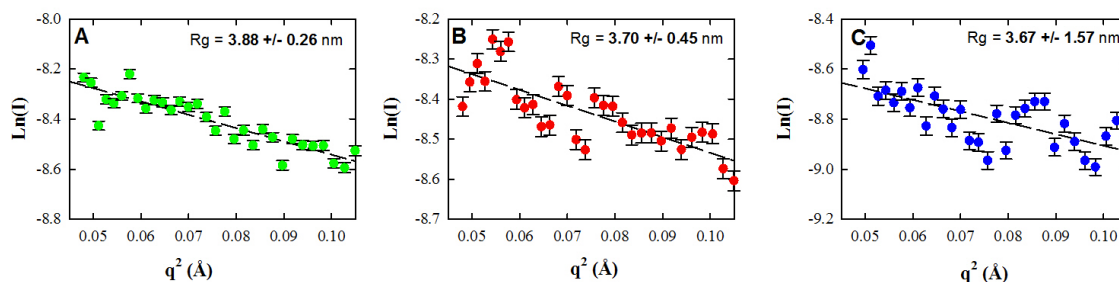 A
Rg = 3.88 +/- 0.26 nm
Ln(I)
-8.0
-8.2
-8.4
-8.6
-8.8
0.05 0.06 0.07 0.08 0.09 0.10
q² (Å)
B
Rg = 3.70 +/- 0.45 nm
Ln(I)
-8.2
-8.3
-8.4
-8.5
-8.6
-8.7
0.05 0.06 0.07 0.08 0.09 0.10
q² (Å)
C
Rg = 3.67 +/- 1.57 nm
Ln(I)
-8.4
-8.6
-8.8
-9.0
-9.2
0.05 0.06 0.07 0.08 0.09 0.10
q² (Å)